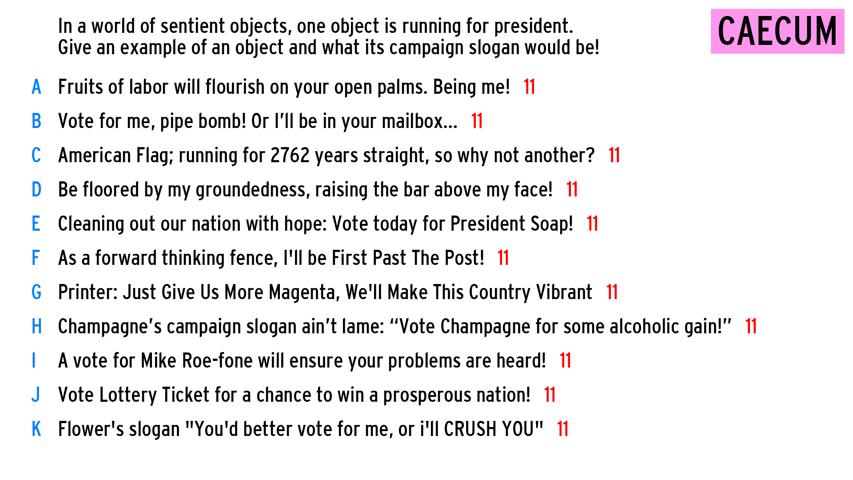 In a world of sentient objects, one object is running for president.
Give an example of an object and what its campaign slogan would be!
CAECUM
A Fruits of labor will flourish on your open palms. Being me! 11
B Vote for me, pipe bomb! Or I'll be in your mailbox... 11
C American Flag; running for 2762 years straight, so why not another? 11
D Be floored by my groundedness, raising the bar above my face! 11
E Cleaning out our nation with hope: Vote today for President Soap! 11
F As a forward thinking fence, I'll be First Past The Post! 11
G Printer: Just Give Us More Magenta, We'll Make This Country Vibrant 11
H Champagne’s campaign slogan ain’t lame: “Vote Champagne for some alcoholic gain!” 11
I A vote for Mike Roe-fone will ensure your problems are heard! 11
J Vote Lottery Ticket for a chance to win a prosperous nation! 11
K Flower's slogan "You'd better vote for me, or i'll CRUSH YOU" 11